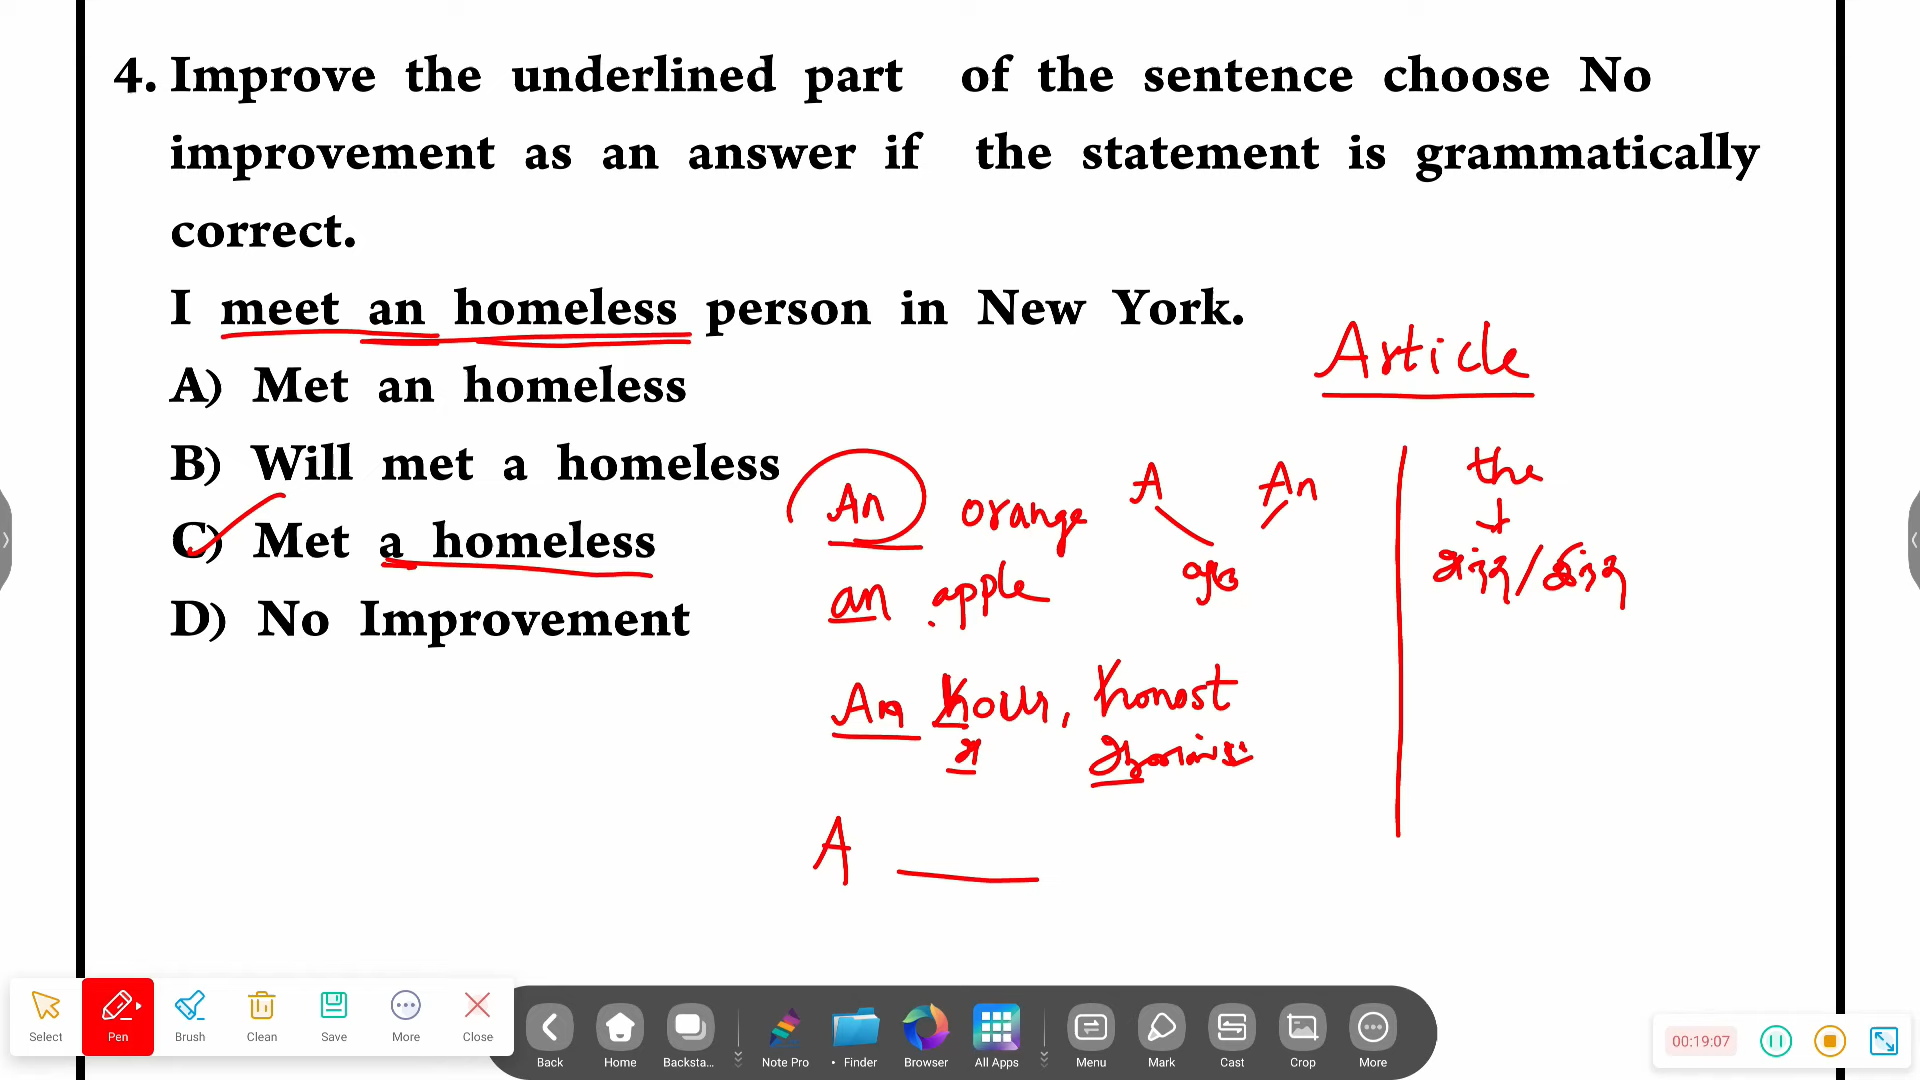 4. Improve the underlined part of the sentence choose No
improvement as an answer if the statement is grammatically
correct.
I meet an homeless person in New York.
A) Met an homeless
B) Will met a homeless
C) Met a homeless
D) No Improvement
Article
An orange
an apple
An hour, honest
அ
A
A An
ஒரு
the
அந்த/இந்த
Select
Pen
Brush
Clean
Save
More
Close
Back
Home
Backsta...
Note Pro
Finder
Browser
All Apps
Menu
Mark
Cast
Crop
More
00:19:07